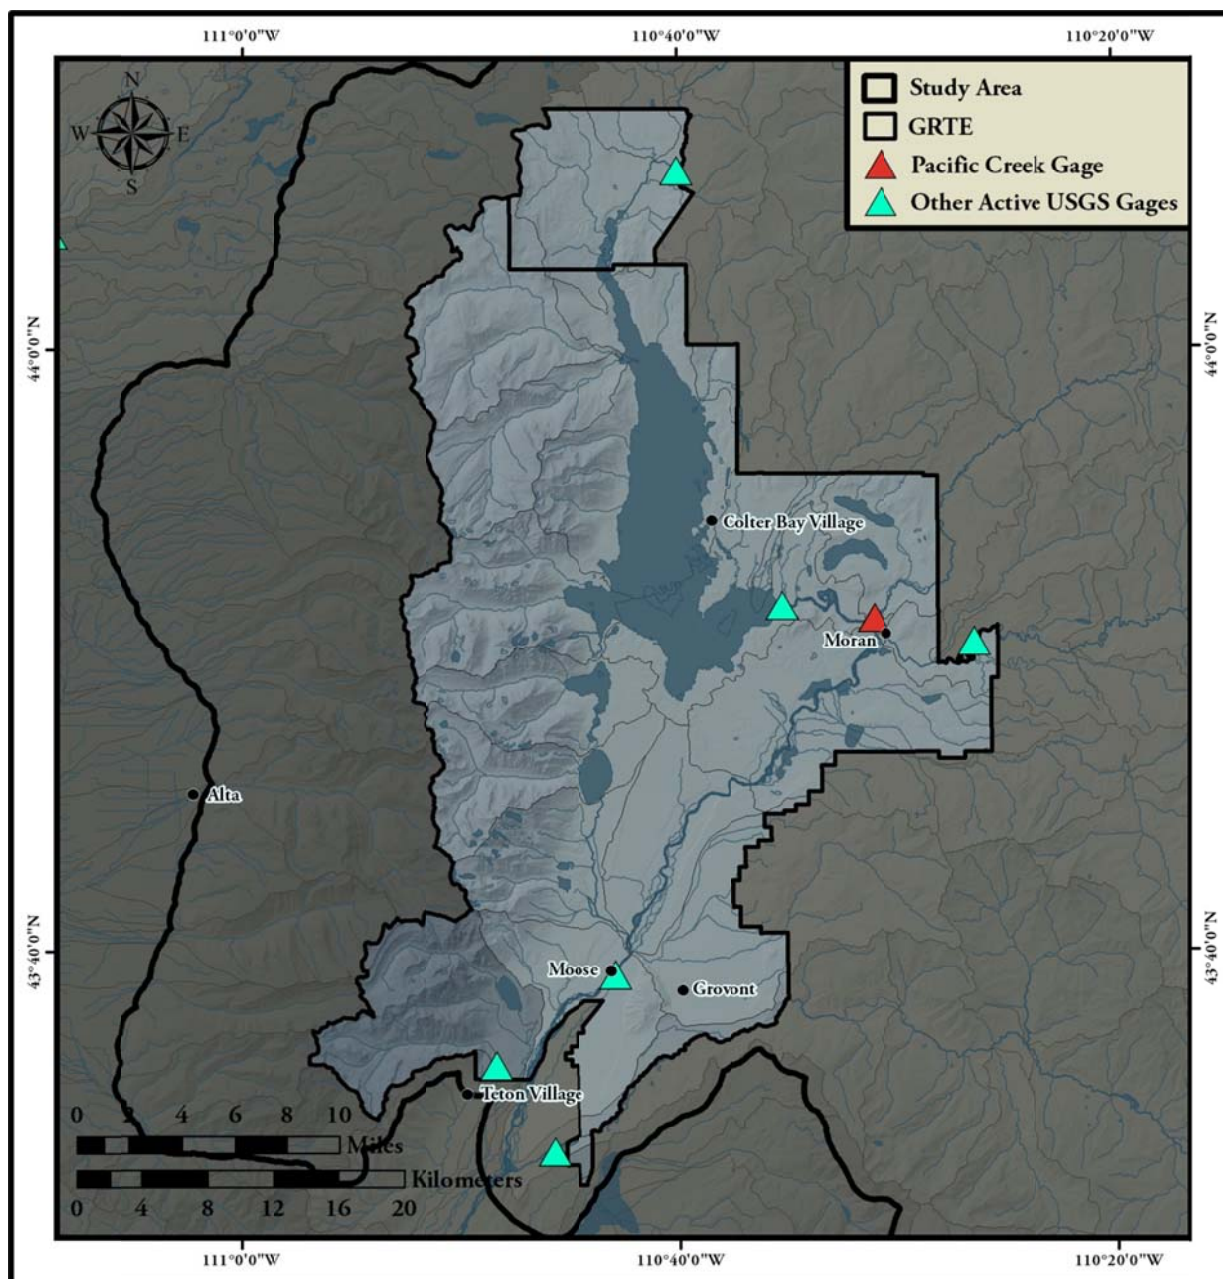 111°0'0"W
110°40'0"W
110°20'0"W
N
W
E
S
Study Area
GRTE
Pacific Creek Gage
Other Active USGS Gages
44°0'0"N
44°0'0"N
Colter Bay Village
Moran
Alta
43°40'0"N
43°40'0"N
Moose
Grovont
Teton Village
0 2 4 6 8 10
Miles
Kilometers
0 4 8 12 16 20
111°0'0"W
110°40'0"W
110°20'0"W